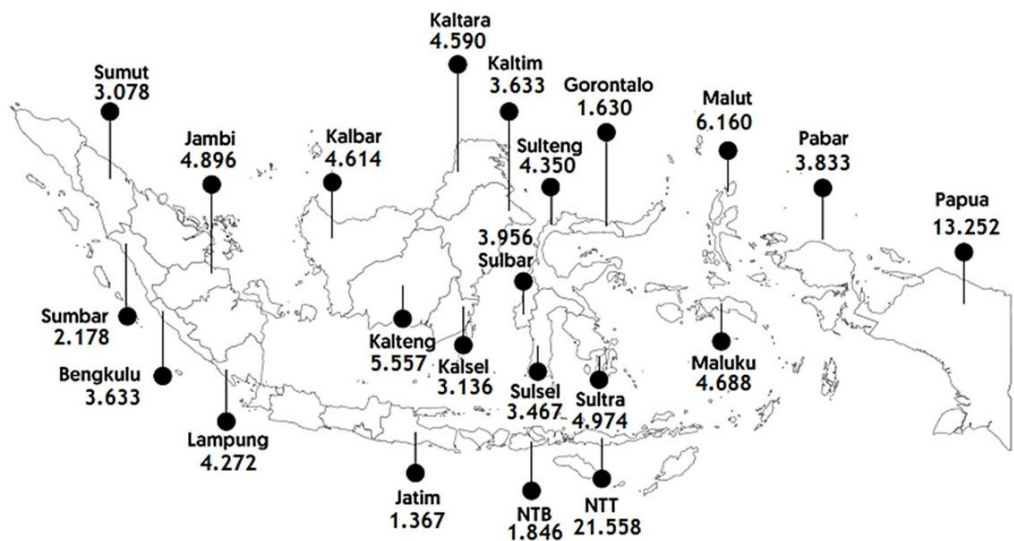 Kaltara
4.590
Kaltim
3.633
Sumut
3.078
Gorontalo
1.630
Malut
6.160
Jambi
4.896
Kalbar
4.614
Sulteng
4.350
Pabar
3.833
Papua
13.252
3.956
Sulbar
Sumbar
2.178
Kalteng
5.557
Kalsel
3.136
Maluku
4.688
Bengkulu
3.633
Sulsel
3.467
Sultra
4.974
Lampung
4.272
Jatim
1.367
NTB
1.846
NTT
21.558